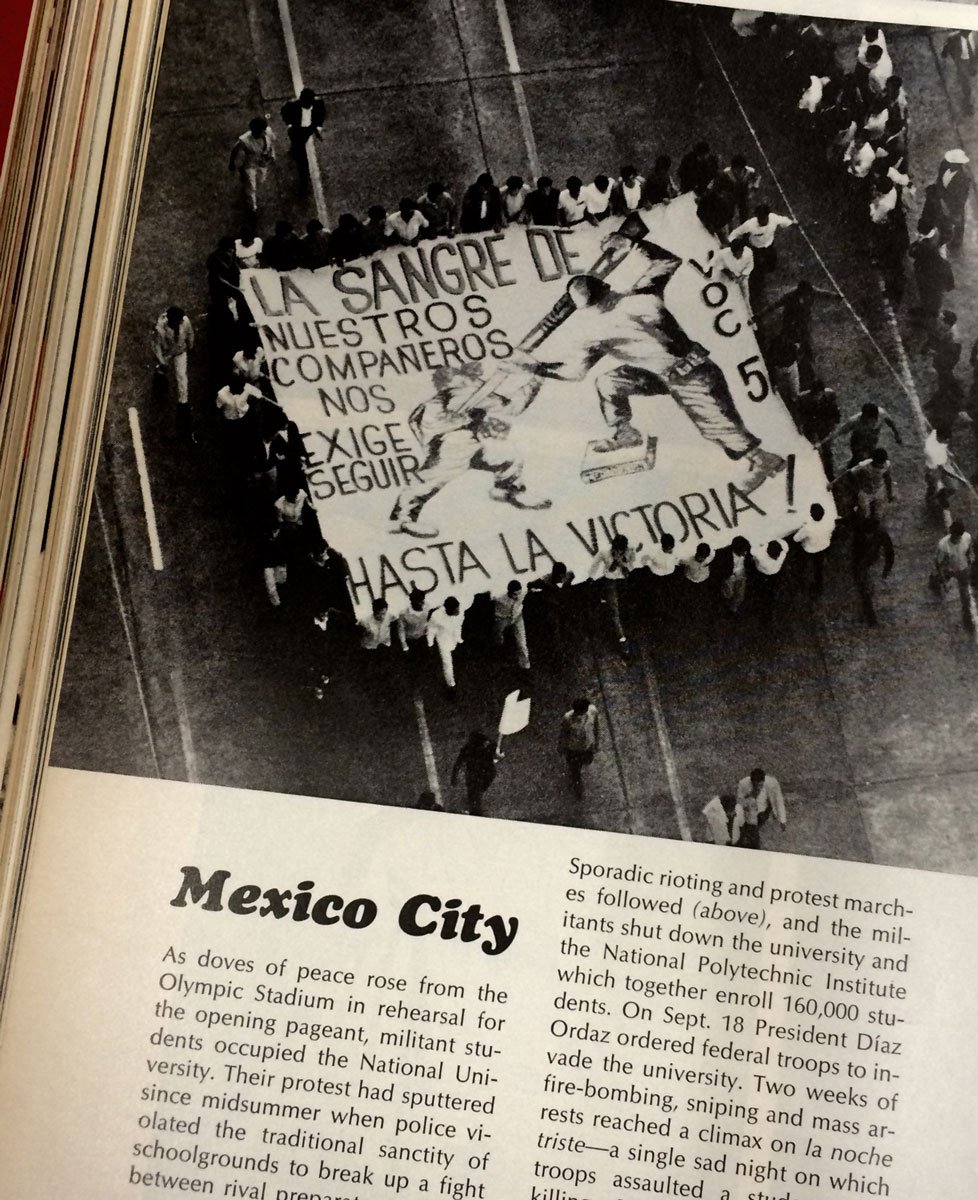 LA SANGRE DE
NUESTROS
COMPAÑEROS
NOS
EXIGE
SEGUIR
HASTA LA VICTORIA!
VOC 5
Mexico City
As doves of peace rose from the
Olympic Stadium in rehearsal for
the opening pageant, militant stu-
dents occupied the National Uni-
versity. Their protest had sputtered
since midsummer when police vi-
olated the traditional sanctity of
schoolgrounds to break up a fight
between rival
Sporadic rioting and protest march-
es followed (above), and the mil-
itants shut down the university and
the National Polytechnic Institute
which together enroll 160,000 stu-
dents. On Sept. 18 President Díaz
Ordaz ordered federal troops to in-
vade the university. Two weeks of
fire-bombing, sniping and mass ar-
rests reached a climax on la noche
triste—a single sad night on which
troops assaulted a